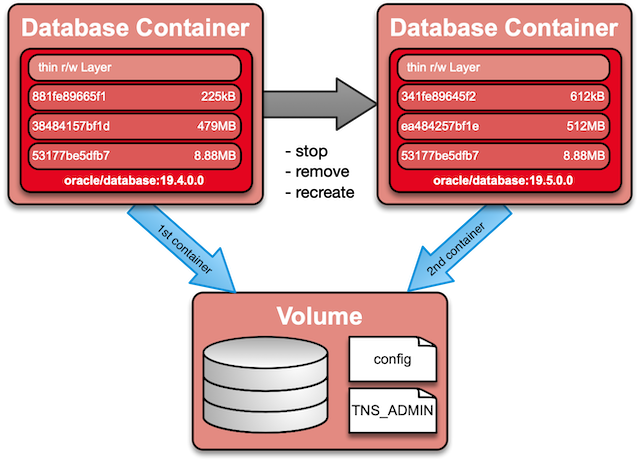 Database Container
thin r/w Layer
881fe89665f1 225kB
38484157bf1d 479MB
53177be5dfb7 8.88MB
oracle/database:19.4.0.0
- stop
- remove
- recreate
Database Container
thin r/w Layer
341fe89645f2 612kB
ea484257bf1e 512MB
53177be5dfb7 8.88MB
oracle/database:19.5.0.0
1st container
2nd container
Volume
config
TNS_ADMIN